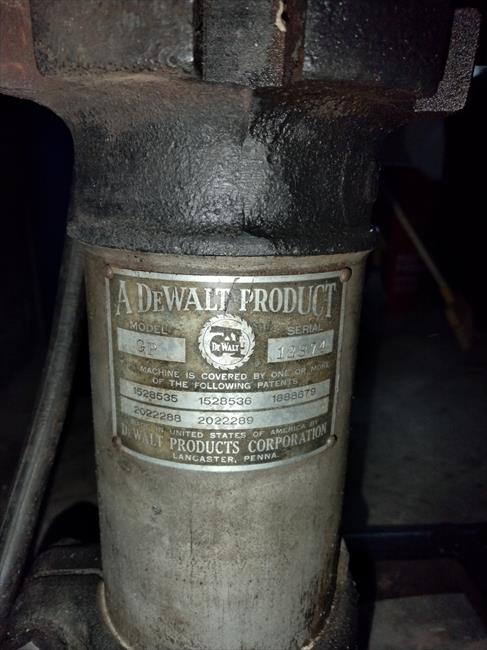 A DEWALT PRODUCT
MODEL SERIAL
GP DEWALT 12974
MACHINE IS COVERED BY ONE OR MORE
OF THE FOLLOWING PATENTS
1528535 1528536 1888679
2022288 2022289
IN UNITED STATES OF AMERICA BY
DEWALT PRODUCTS CORPORATION
LANCASTER, PENNA.